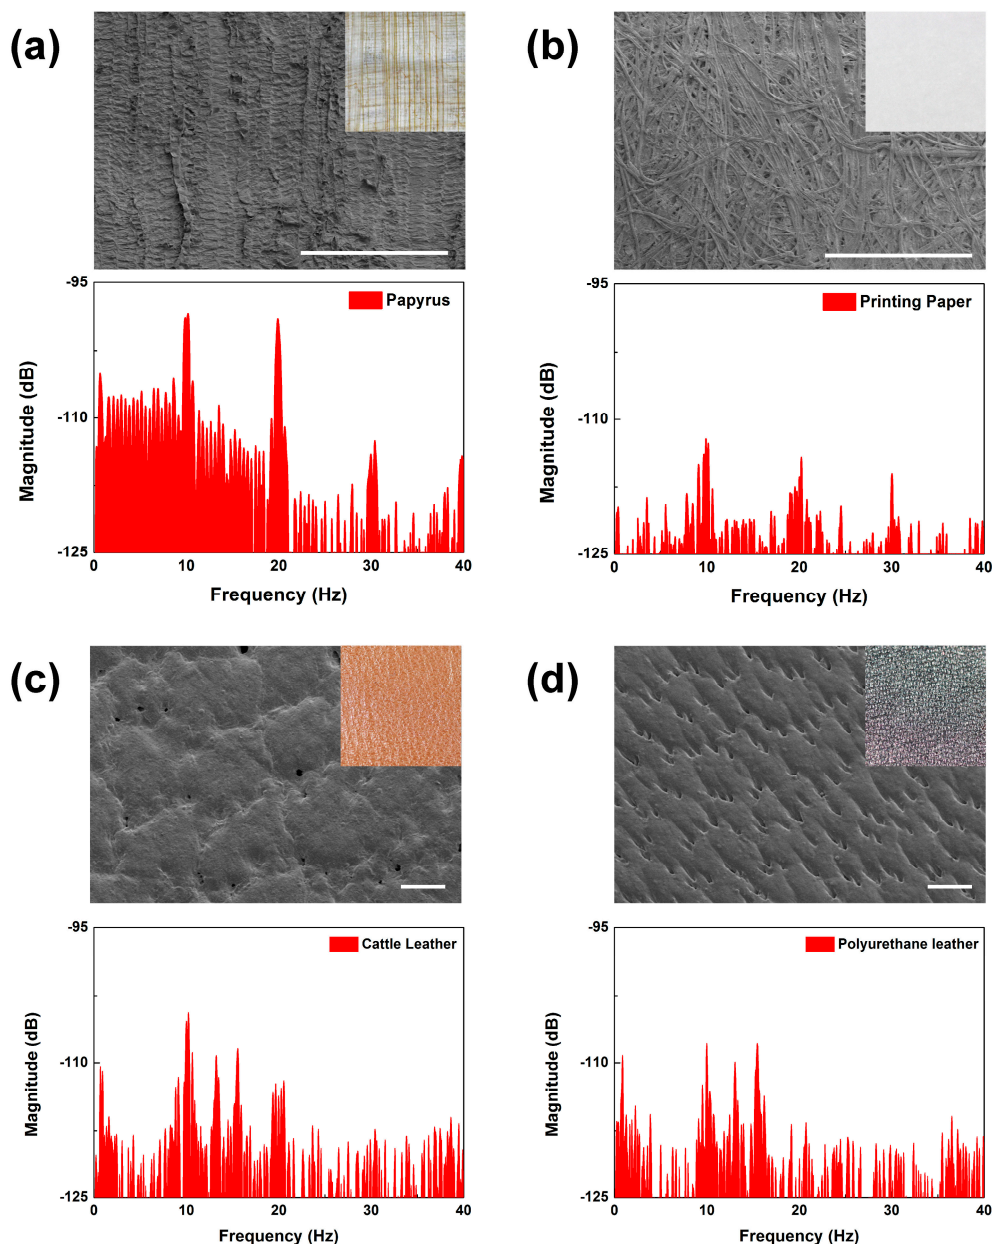 (a)
(b)
-95
-110
-125
Magnitude (dB)
Papyrus
0 10 20 30 40
Frequency (Hz)
-95
-110
-125
Magnitude (dB)
Printing Paper
0 10 20 30 40
Frequency (Hz)
(c)
(d)
-95
-110
-125
Magnitude (dB)
Cattle Leather
0 10 20 30 40
Frequency (Hz)
-95
-110
-125
Magnitude (dB)
Polyurethane leather
0 10 20 30 40
Frequency (Hz)